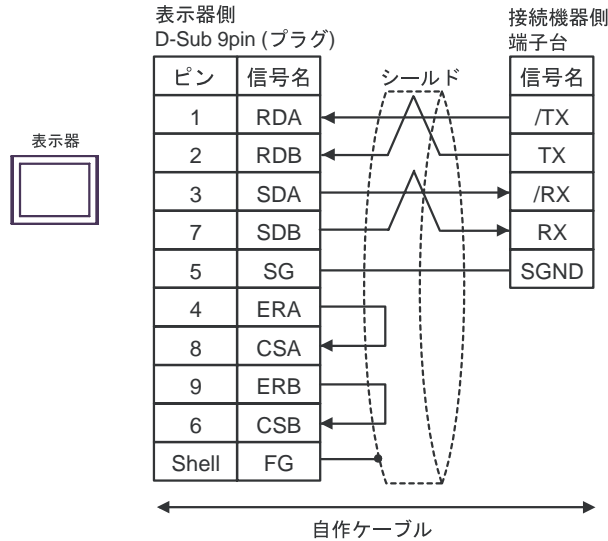 表示器側
D-Sub 9pin (プラグ)
接続機器側
端子台
ピン 信号名 シールド 信号名
1 RDA /TX
表示器
2 RDB TX
3 SDA /RX
7 SDB RX
5 SG SGND
4 ERA
8 CSA
9 ERB
6 CSB
Shell FG
自作ケーブル